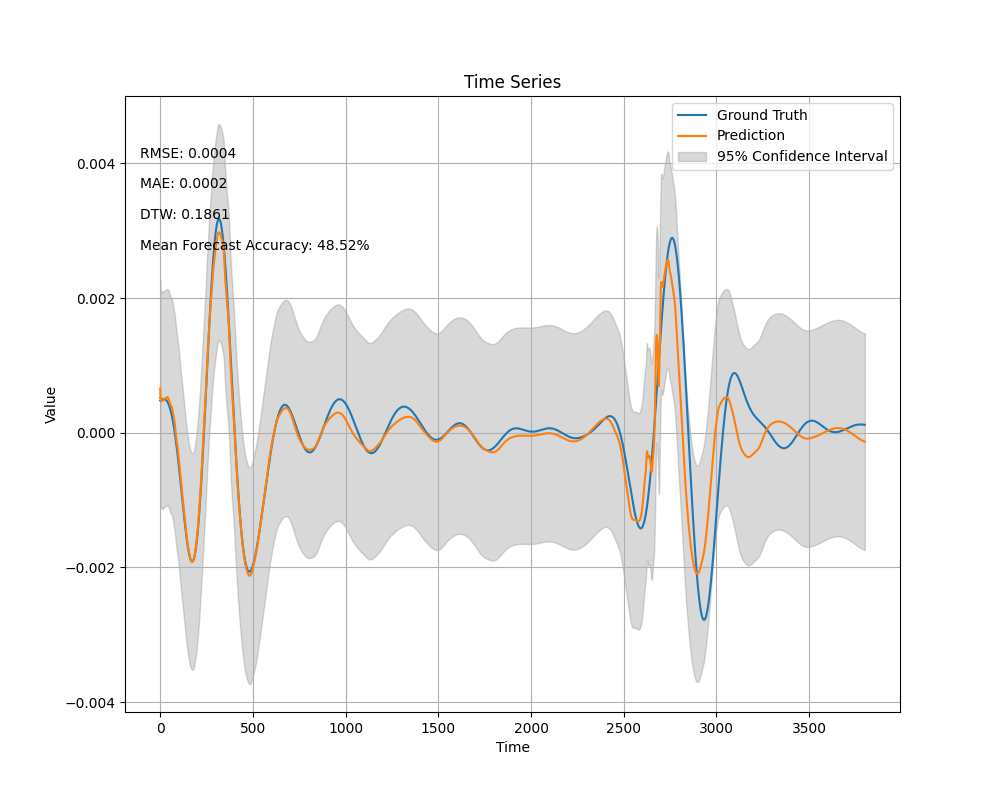 Time Series
Ground Truth
Prediction
95% Confidence Interval
RMSE: 0.0004
MAE: 0.0002
DTW: 0.1861
Mean Forecast Accuracy: 48.52%
0.004
0.002
0.000
−0.002
−0.004
Value
0 500 1000 1500 2000 2500 3000 3500
Time